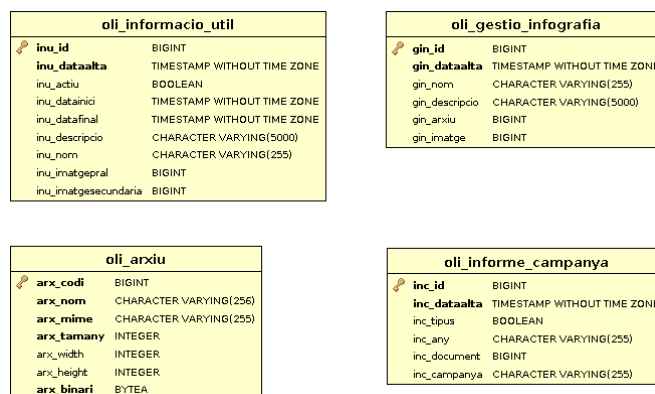 oli_informacio_util
inu_id BIGINT
inu_dataalta TIMESTAMP WITHOUT TIME ZONE
inu_actiu BOOLEAN
inu_datainici TIMESTAMP WITHOUT TIME ZONE
inu_datafinal TIMESTAMP WITHOUT TIME ZONE
inu_descripcio CHARACTER VARYING(5000)
inu_nom CHARACTER VARYING(255)
inu_imatgepral BIGINT
inu_imatgesecundaria BIGINT
oli_gestio_infografia
gin_id BIGINT
gin_dataalta TIMESTAMP WITHOUT TIME ZONE
gin_nom CHARACTER VARYING(255)
gin_descripcio CHARACTER VARYING(5000)
gin_arxiu BIGINT
gin_imatge BIGINT
oli_arxiu
arx_codi BIGINT
arx_nom CHARACTER VARYING(256)
arx_mime CHARACTER VARYING(255)
arx_tamany INTEGER
arx_width INTEGER
arx_height INTEGER
arx_binari BYTEA
oli_informe_campanya
inc_id BIGINT
inc_dataalta TIMESTAMP WITHOUT TIME ZONE
inc_tipus BOOLEAN
inc_any CHARACTER VARYING(255)
inc_document BIGINT
inc_campanya CHARACTER VARYING(255)